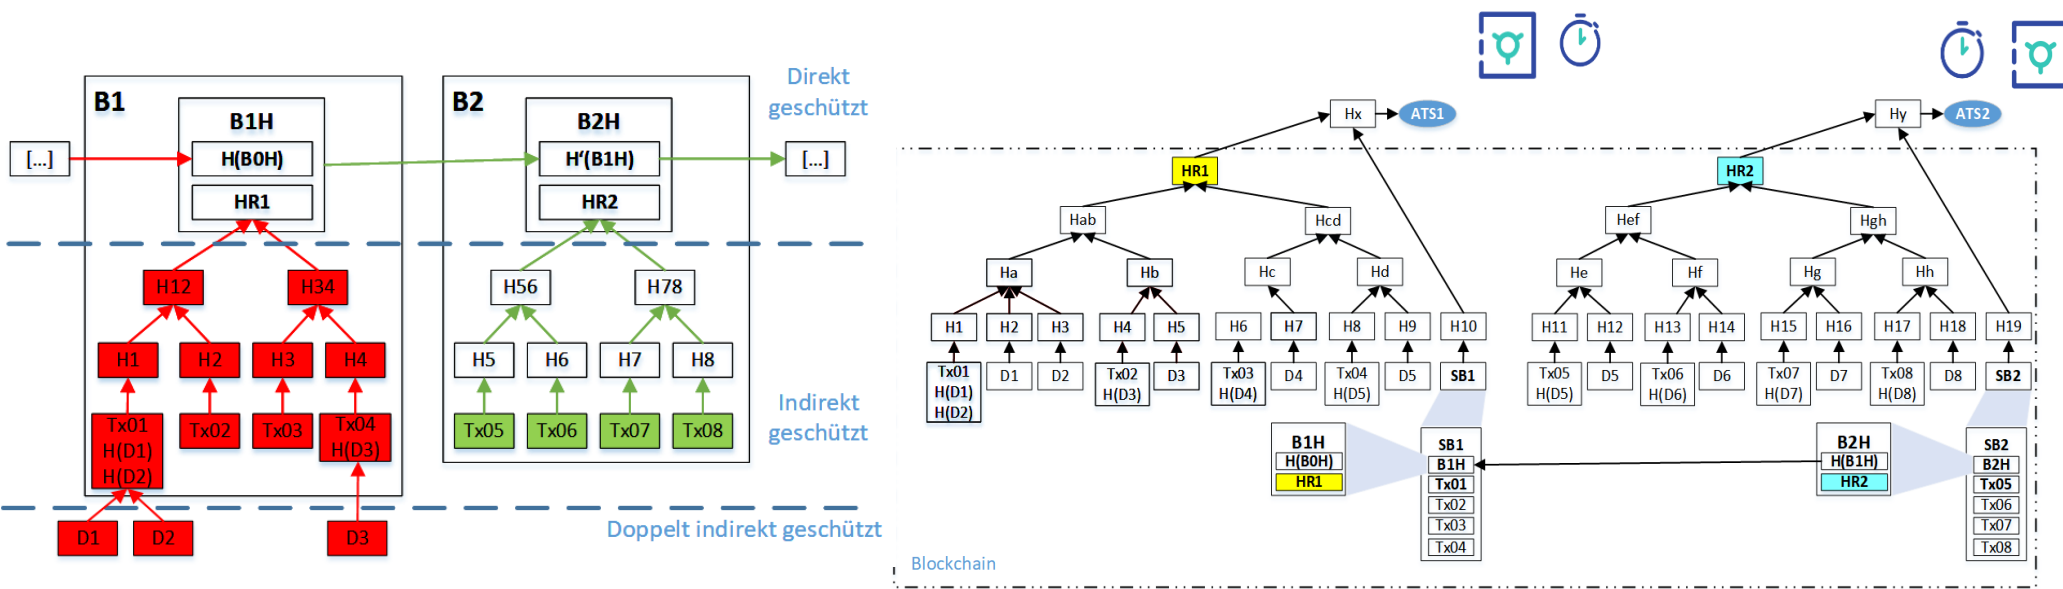 Direkt
geschützt
B1
B1H
H(B0H)
HR1
[...]
B2
B2H
H'(B1H)
HR2
[...]
H12
H34
H56
H78
H1
H2
H3
H4
H5
H6
H7
H8
Indirekt
geschützt
Tx01
H(D1)
H(D2)
Tx02
Tx03
Tx04
H(D3)
Tx05
Tx06
Tx07
Tx08
Doppelt indirekt geschützt
D1
D2
D3
Hx
ATS1
Hy
ATS2
HR1
HR2
Hab
Hcd
Hef
Hgh
Ha
Hb
Hc
Hd
He
Hf
Hg
Hh
H1
H2
H3
H4
H5
H6
H7
H8
H9
H10
H11
H12
H13
H14
H15
H16
H17
H18
H19
Tx01
H(D1)
H(D2)
D1
D2
Tx02
H(D3)
D3
Tx03
H(D4)
D4
Tx04
H(D5)
D5
SB1
Tx05
H(D5)
D5
Tx06
H(D6)
D6
Tx07
H(D7)
D7
Tx08
H(D8)
D8
SB2
B1H
H(B0H)
HR1
SB1
B1H
Tx01
Tx02
Tx03
Tx04
B2H
H(B1H)
HR2
SB2
B2H
Tx05
Tx06
Tx07
Tx08
Blockchain